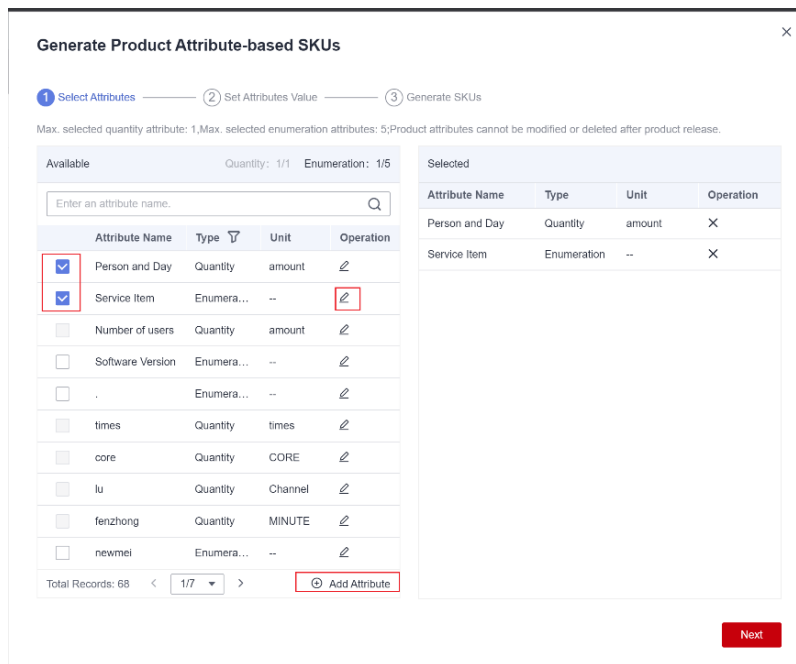 Generate Product Attribute-based SKUs
1 Select Attributes 2 Set Attributes Value 3 Generate SKUs
Max. selected quantity attribute: 1,Max. selected enumeration attributes: 5;Product attributes cannot be modified or deleted after product release.
Available Quantity: 1/1 Enumeration: 1/5
Enter an attribute name.
Attribute Name Type Unit Operation
Person and Day Quantity amount
Service Item Enumera... --
Number of users Quantity amount
Software Version Enumera... --
. Enumera... --
times Quantity times
core Quantity CORE
lu Quantity Channel
fenzhong Quantity MINUTE
newmei Enumera... --
Total Records: 68 < 1/7 > Add Attribute
Selected
Attribute Name Type Unit Operation
Person and Day Quantity amount
Service Item Enumeration --
Next